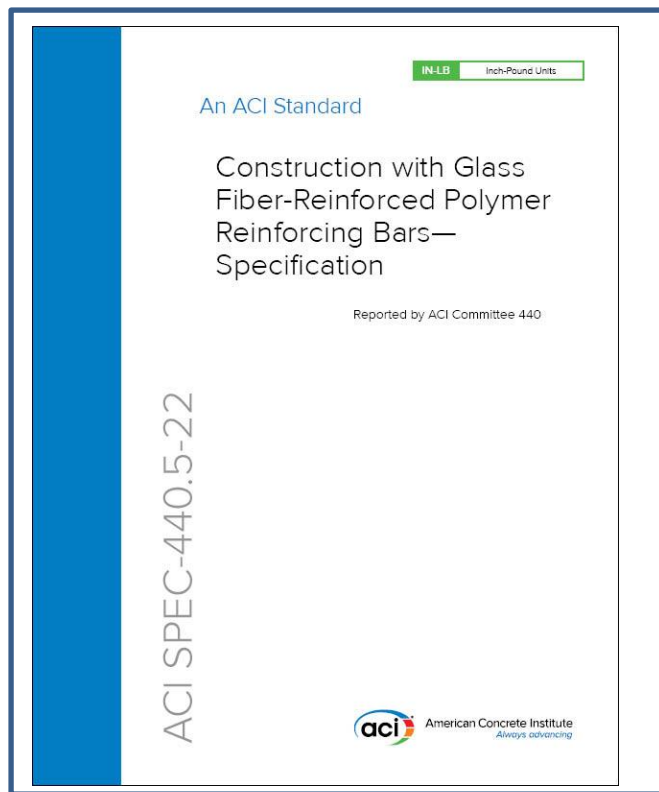 IN-LB Inch-Pound Units
An ACI Standard
Construction with Glass
Fiber-Reinforced Polymer
Reinforcing Bars—
Specification
Reported by ACI Committee 440
ACI SPEC-440.5-22
aci American Concrete Institute
Always advancing